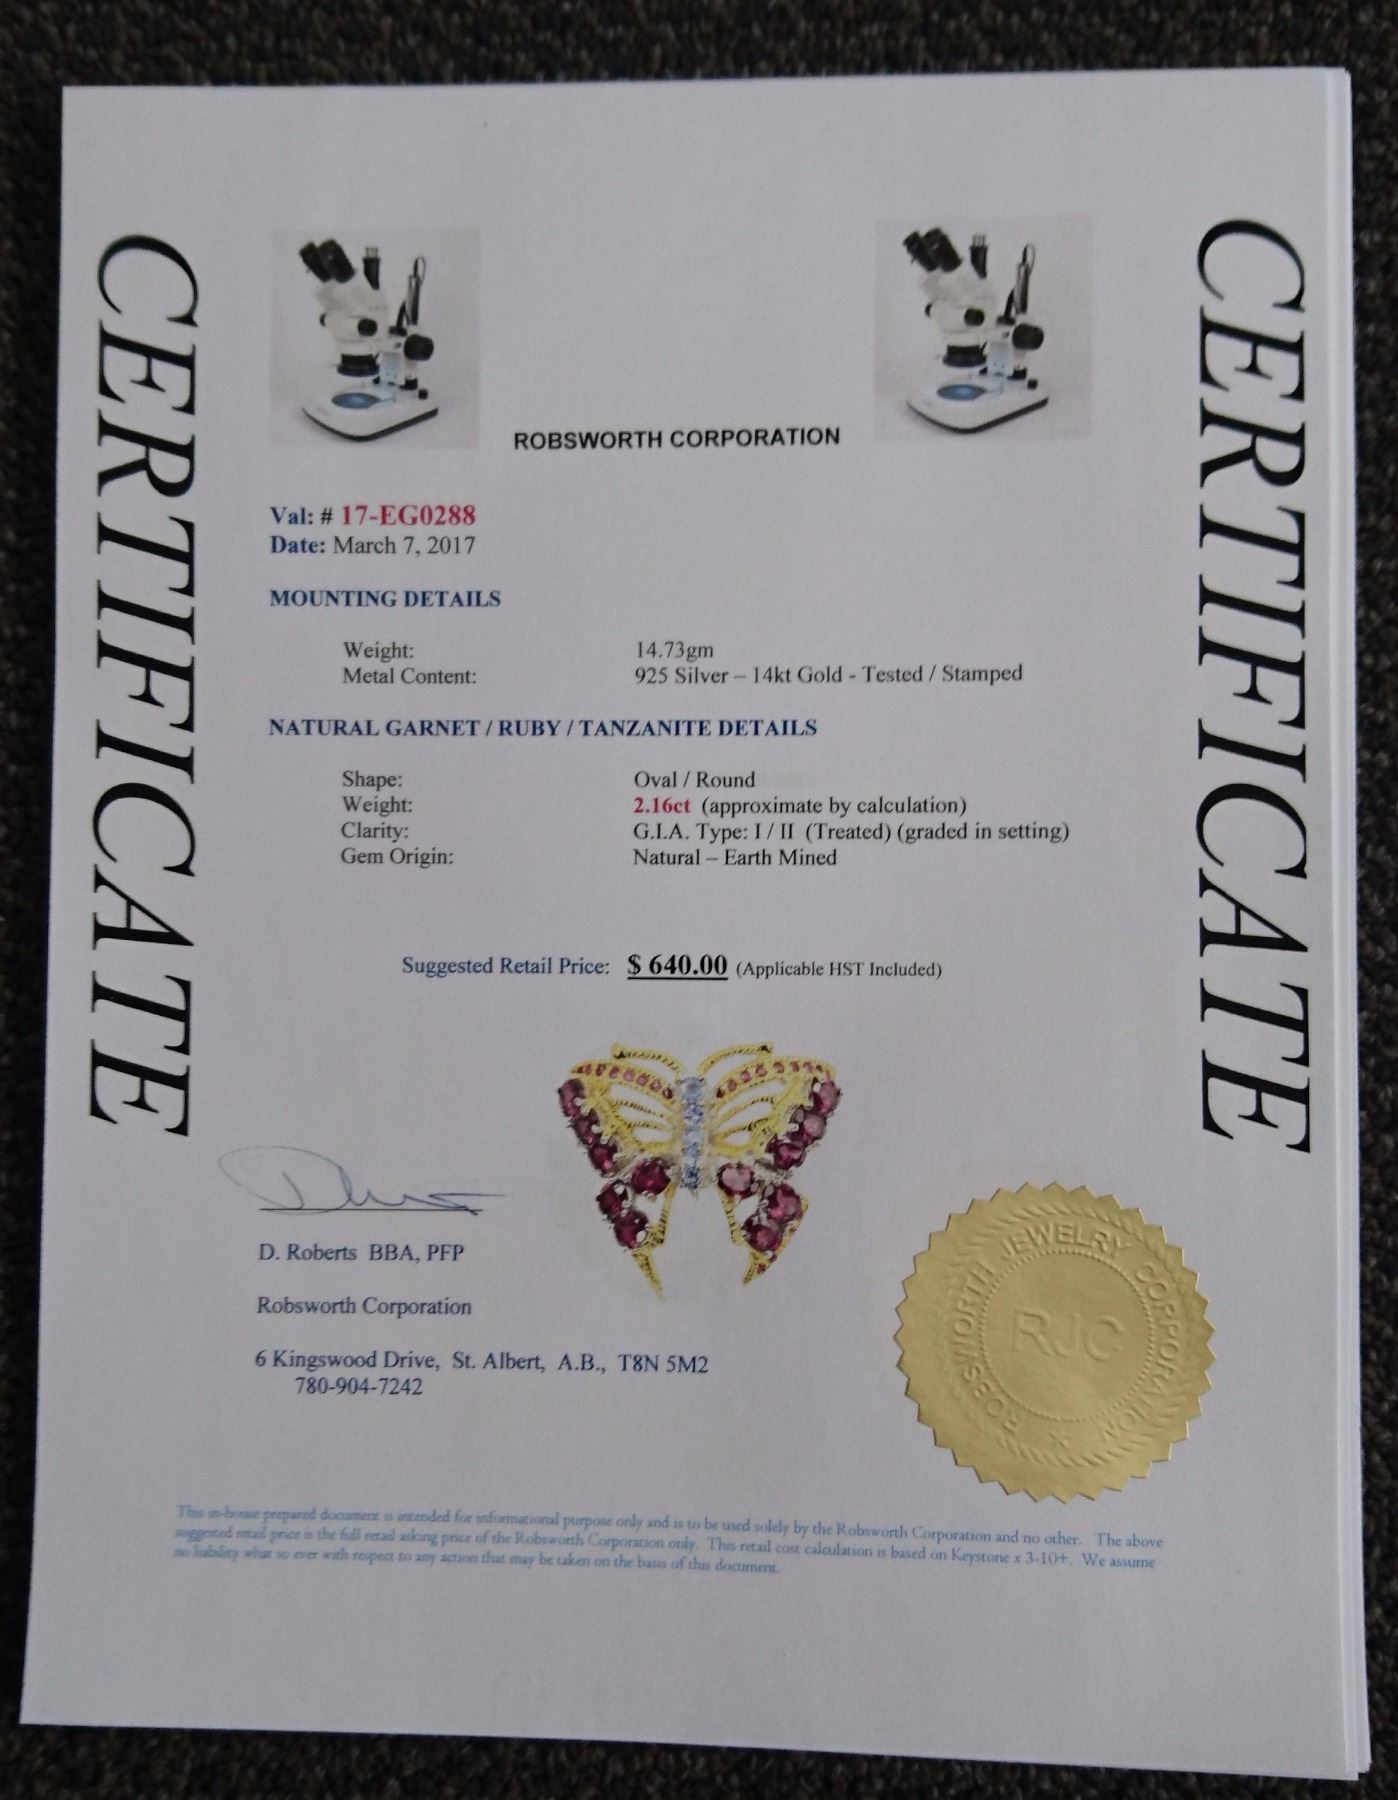 CERTIFICATE
CERTIFICATE
ROBSWORTH CORPORATION
Val: # 17-EG0288
Date: March 7, 2017
MOUNTING DETAILS
Weight: 14.73gm
Metal Content: 925 Silver – 14kt Gold - Tested / Stamped
NATURAL GARNET / RUBY / TANZANITE DETAILS
Shape: Oval / Round
Weight: 2.16ct (approximate by calculation)
Clarity: G.I.A. Type: I / II (Treated) (graded in setting)
Gem Origin: Natural – Earth Mined
Suggested Retail Price: $ 640.00 (Applicable HST Included)
D. Roberts BBA, PFP
Robsworth Corporation
6 Kingswood Drive, St. Albert, A.B., T8N 5M2
780-904-7242
ROBSWORTH JEWELRY CORPORATION
RJC
This in-house prepared document is intended for informational purpose only and is to be used solely by the Robsworth Corporation and no other. The above
suggested retail price is the full retail asking price of the Robsworth Corporation only. This retail cost calculation is based on Keystone x 3-10+. We assume
no liability what so ever with respect to any action that may be taken on the basis of this document.